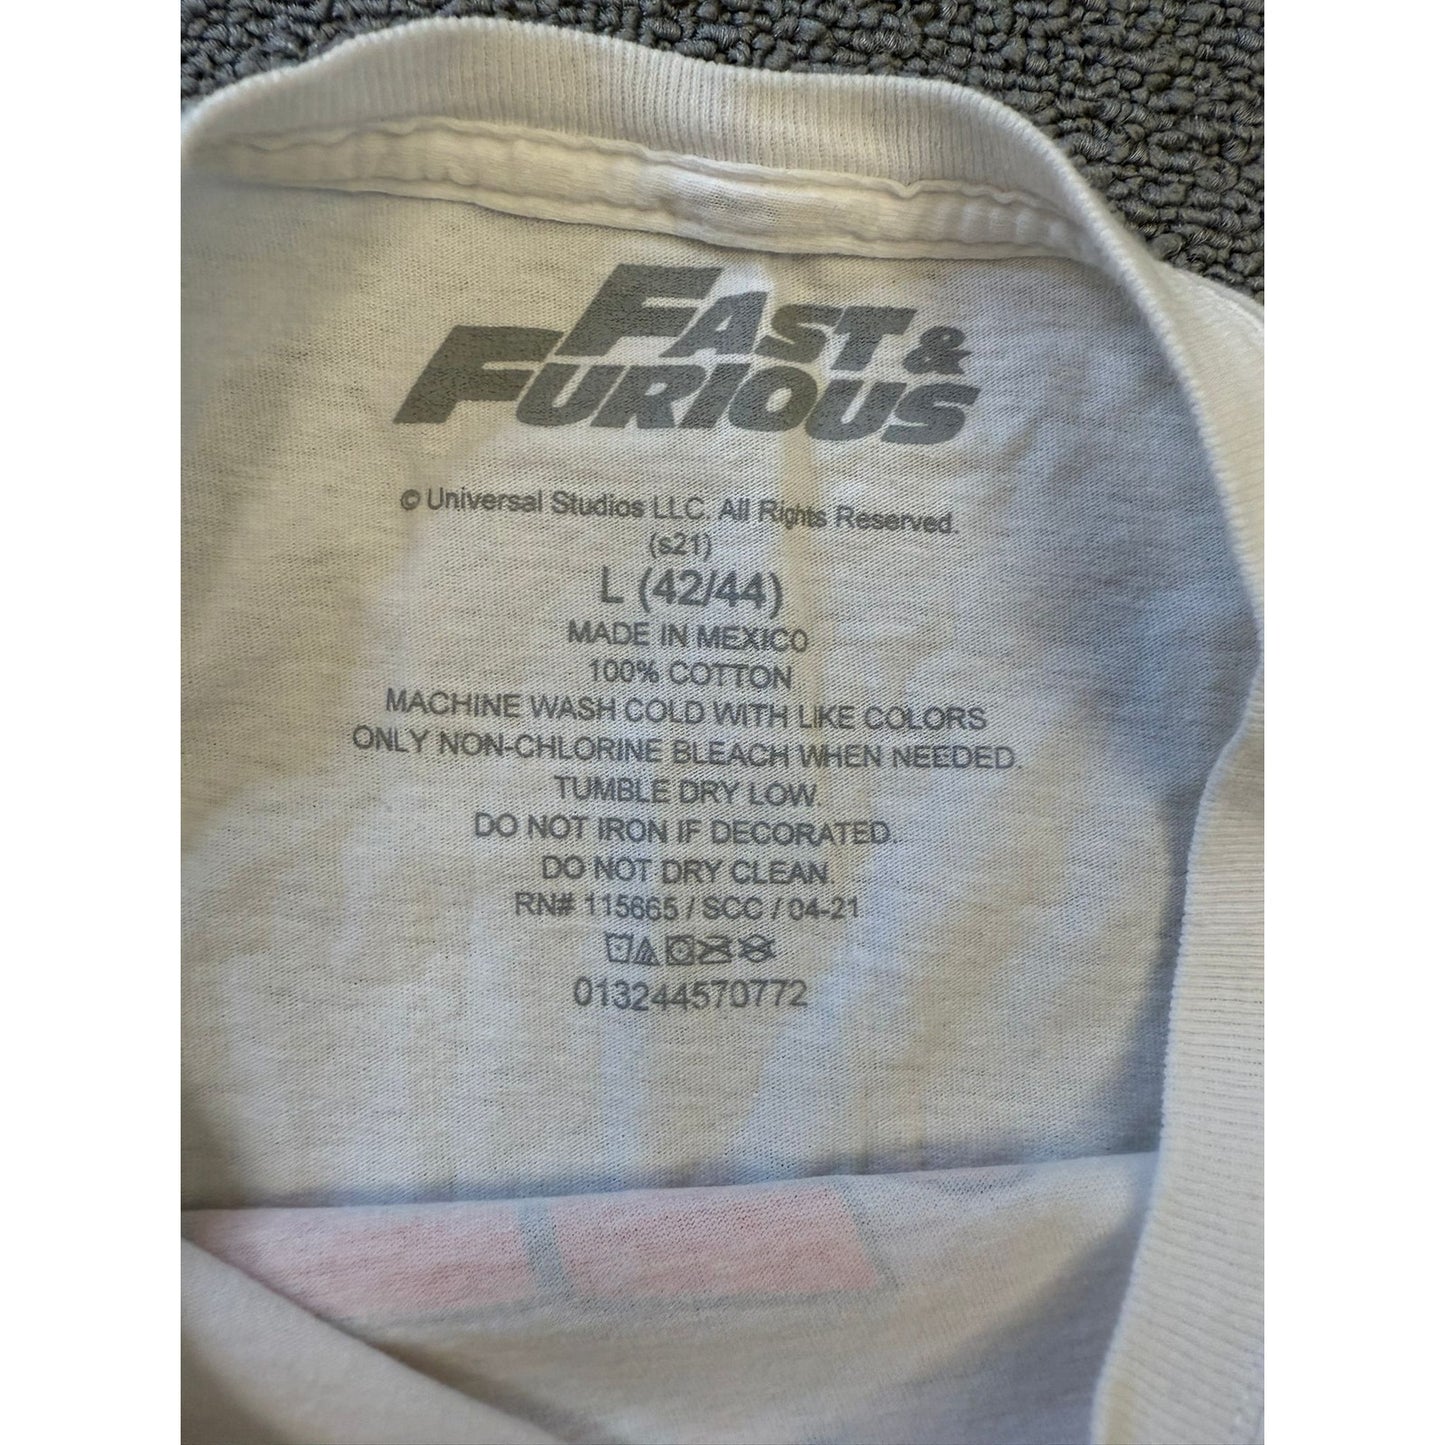 FAST &
FURIOUS
© Universal Studios LLC. All Rights Reserved.
(s21)
L (42/44)
MADE IN MEXICO
100% COTTON
MACHINE WASH COLD WITH LIKE COLORS
ONLY NON-CHLORINE BLEACH WHEN NEEDED.
TUMBLE DRY LOW.
DO NOT IRON IF DECORATED.
DO NOT DRY CLEAN.
RN# 115665 / SCC / 04-21
013244570772